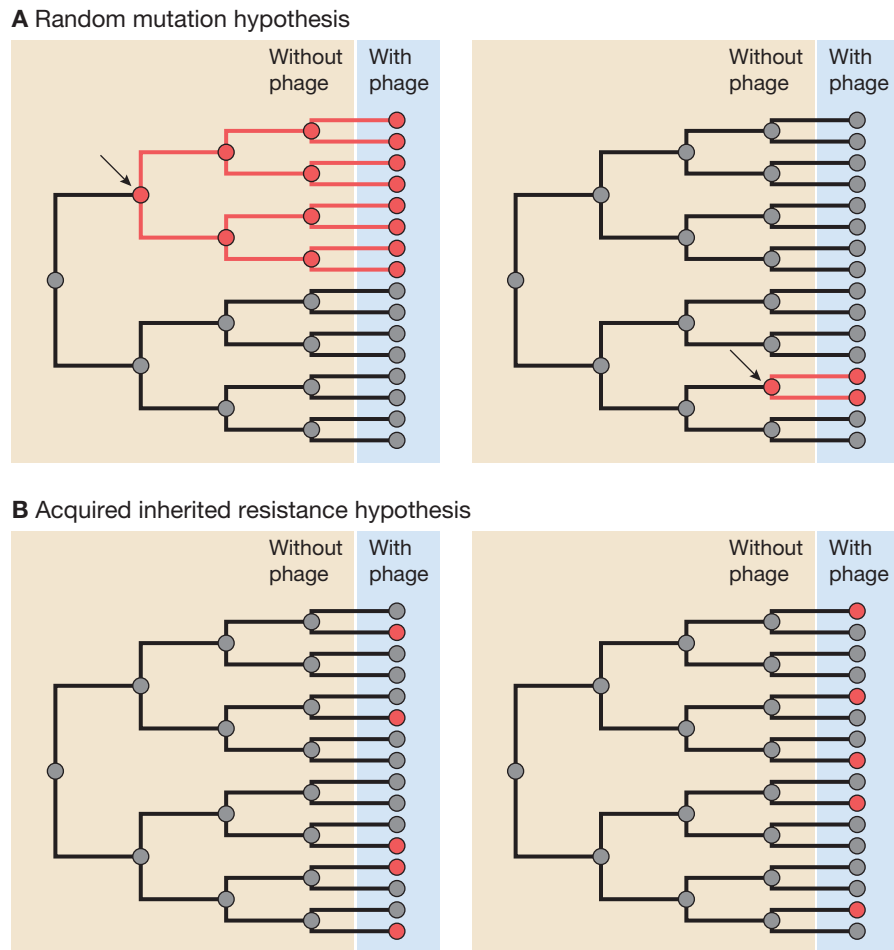 A Random mutation hypothesis
Without phage
With phage
Without phage
With phage
B Acquired inherited resistance hypothesis
Without phage
With phage
Without phage
With phage